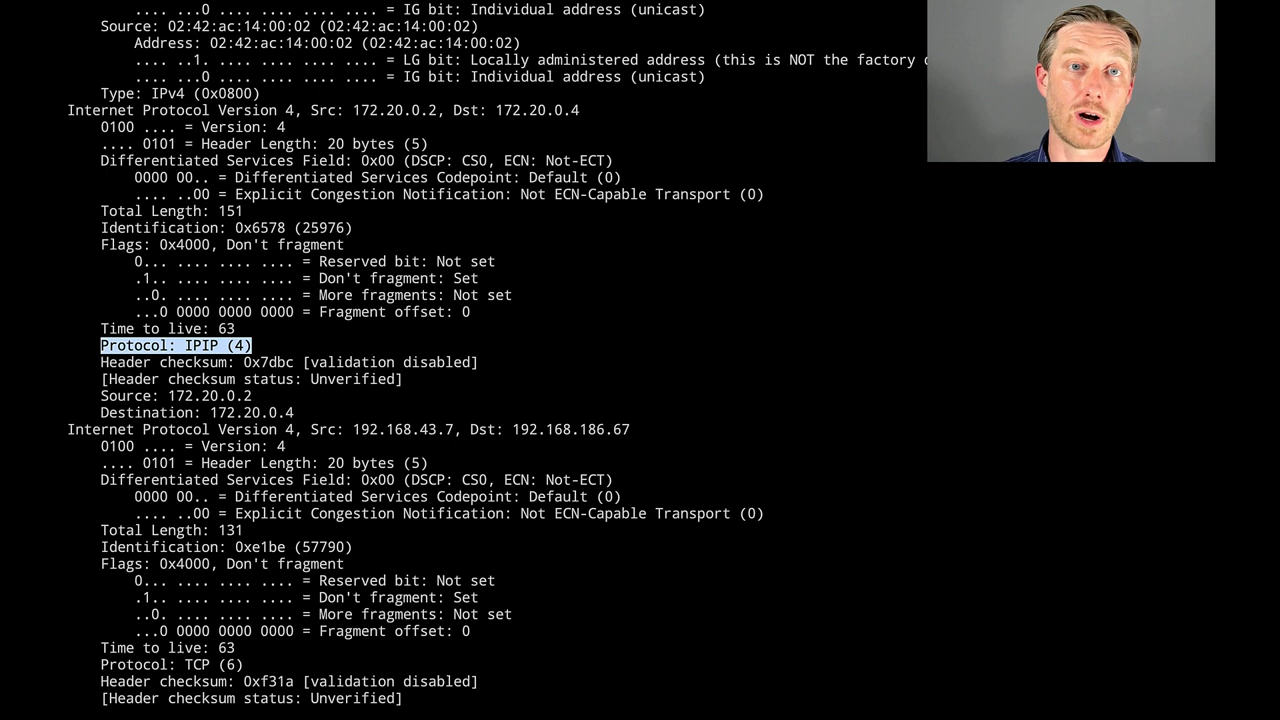 .... ...0 .... .... .... .... = IG bit: Individual address (unicast)
Source: 02:42:ac:14:00:02 (02:42:ac:14:00:02)
Address: 02:42:ac:14:00:02 (02:42:ac:14:00:02)
.... ..1. .... .... .... .... = LG bit: Locally administered address (this is NOT the factory
.... ...0 .... .... .... .... = IG bit: Individual address (unicast)
Type: IPv4 (0x0800)
Internet Protocol Version 4, Src: 172.20.0.2, Dst: 172.20.0.4
0100 .... = Version: 4
.... 0101 = Header Length: 20 bytes (5)
Differentiated Services Field: 0x00 (DSCP: CS0, ECN: Not-ECT)
0000 00.. = Differentiated Services Codepoint: Default (0)
.... ..00 = Explicit Congestion Notification: Not ECN-Capable Transport (0)
Total Length: 151
Identification: 0x6578 (25976)
Flags: 0x4000, Don't fragment
0... .... .... .... = Reserved bit: Not set
.1.. .... .... .... = Don't fragment: Set
..0. .... .... .... = More fragments: Not set
...0 0000 0000 0000 = Fragment offset: 0
Time to live: 63
Protocol: IPIP (4)
Header checksum: 0x7dbc [validation disabled]
[Header checksum status: Unverified]
Source: 172.20.0.2
Destination: 172.20.0.4
Internet Protocol Version 4, Src: 192.168.43.7, Dst: 192.168.186.67
0100 .... = Version: 4
.... 0101 = Header Length: 20 bytes (5)
Differentiated Services Field: 0x00 (DSCP: CS0, ECN: Not-ECT)
0000 00.. = Differentiated Services Codepoint: Default (0)
.... ..00 = Explicit Congestion Notification: Not ECN-Capable Transport (0)
Total Length: 131
Identification: 0xe1be (57790)
Flags: 0x4000, Don't fragment
0... .... .... .... = Reserved bit: Not set
.1.. .... .... .... = Don't fragment: Set
..0. .... .... .... = More fragments: Not set
...0 0000 0000 0000 = Fragment offset: 0
Time to live: 63
Protocol: TCP (6)
Header checksum: 0xf31a [validation disabled]
[Header checksum status: Unverified]